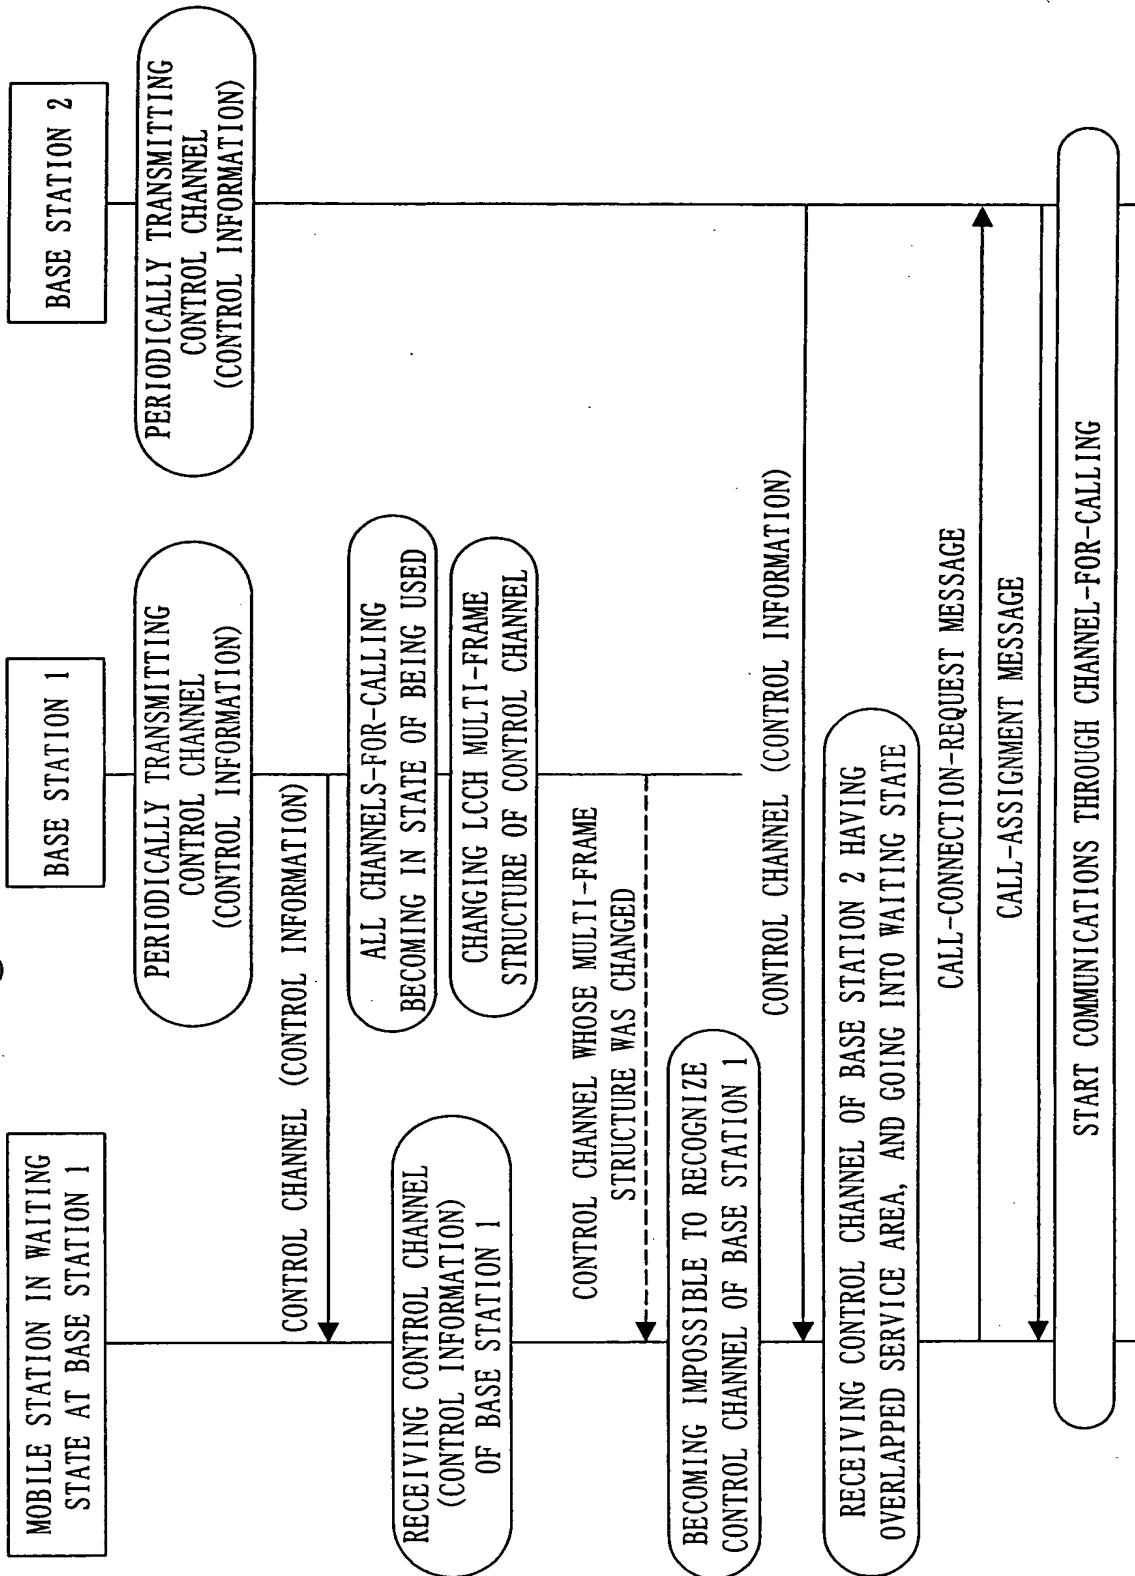 MOBILE STATION IN WAITING
STATE AT BASE STATION 1
BASE STATION 1
BASE STATION 2
PERIODICALLY TRANSMITTING
CONTROL CHANNEL
(CONTROL INFORMATION)
PERIODICALLY TRANSMITTING
CONTROL CHANNEL
(CONTROL INFORMATION)
CONTROL CHANNEL (CONTROL INFORMATION)
ALL CHANNELS-FOR-CALLING
BECOMING IN STATE OF BEING USED
RECEIVING CONTROL CHANNEL
(CONTROL INFORMATION)
OF BASE STATION 1
CHANGING LCCH MULTI-FRAME
STRUCTURE OF CONTROL CHANNEL
CONTROL CHANNEL WHOSE MULTI-FRAME
STRUCTURE WAS CHANGED
BECOMING IMPOSSIBLE TO RECOGNIZE
CONTROL CHANNEL OF BASE STATION 1
CONTROL CHANNEL (CONTROL INFORMATION)
RECEIVING CONTROL CHANNEL OF BASE STATION 2 HAVING
OVERLAPPED SERVICE AREA, AND GOING INTO WAITING STATE
CALL-CONNECTION-REQUEST MESSAGE
CALL-ASSIGNMENT MESSAGE
START COMMUNICATIONS THROUGH CHANNEL-FOR-CALLING